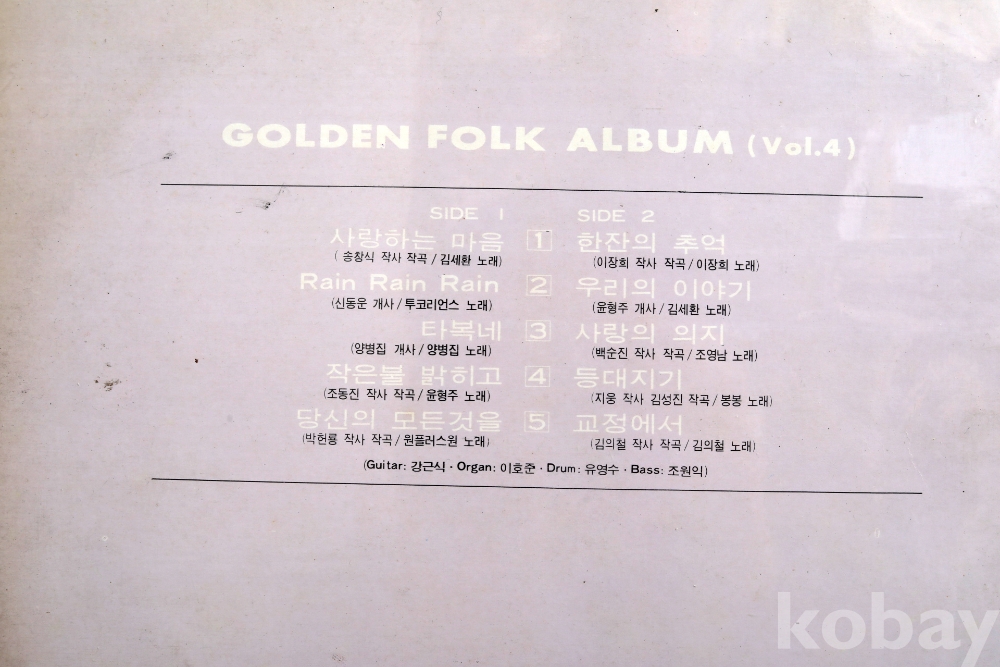 GOLDEN FOLK ALBUM (Vol.4)
SIDE 1
사랑하는 마음 1
( 송창식 작사 작곡/김세환 노래)
Rain Rain Rain 2
(신동운 개사/투코리언스 노래)
타복네 3
(양병집 개사/양병집 노래)
작은불 밝히고 4
(조동진 작사 작곡/윤형주 노래)
당신의 모든것을 5
(박헌룡 작사 작곡/원플러스원 노래)
SIDE 2
한잔의 추억
(이장희 작사 작곡/이장희 노래)
우리의 이야기
(윤형주 개사/김세환 노래)
사랑의 의지
(백순진 작사 작곡/조영남 노래)
등대지기
(지웅 작사 김성진 작곡/봉봉 노래)
교정에서
(김의철 작사 작곡/김의철 노래)
(Guitar: 강근식·Organ: 이호준·Drum: 유영수·Bass: 조원익)
kobay